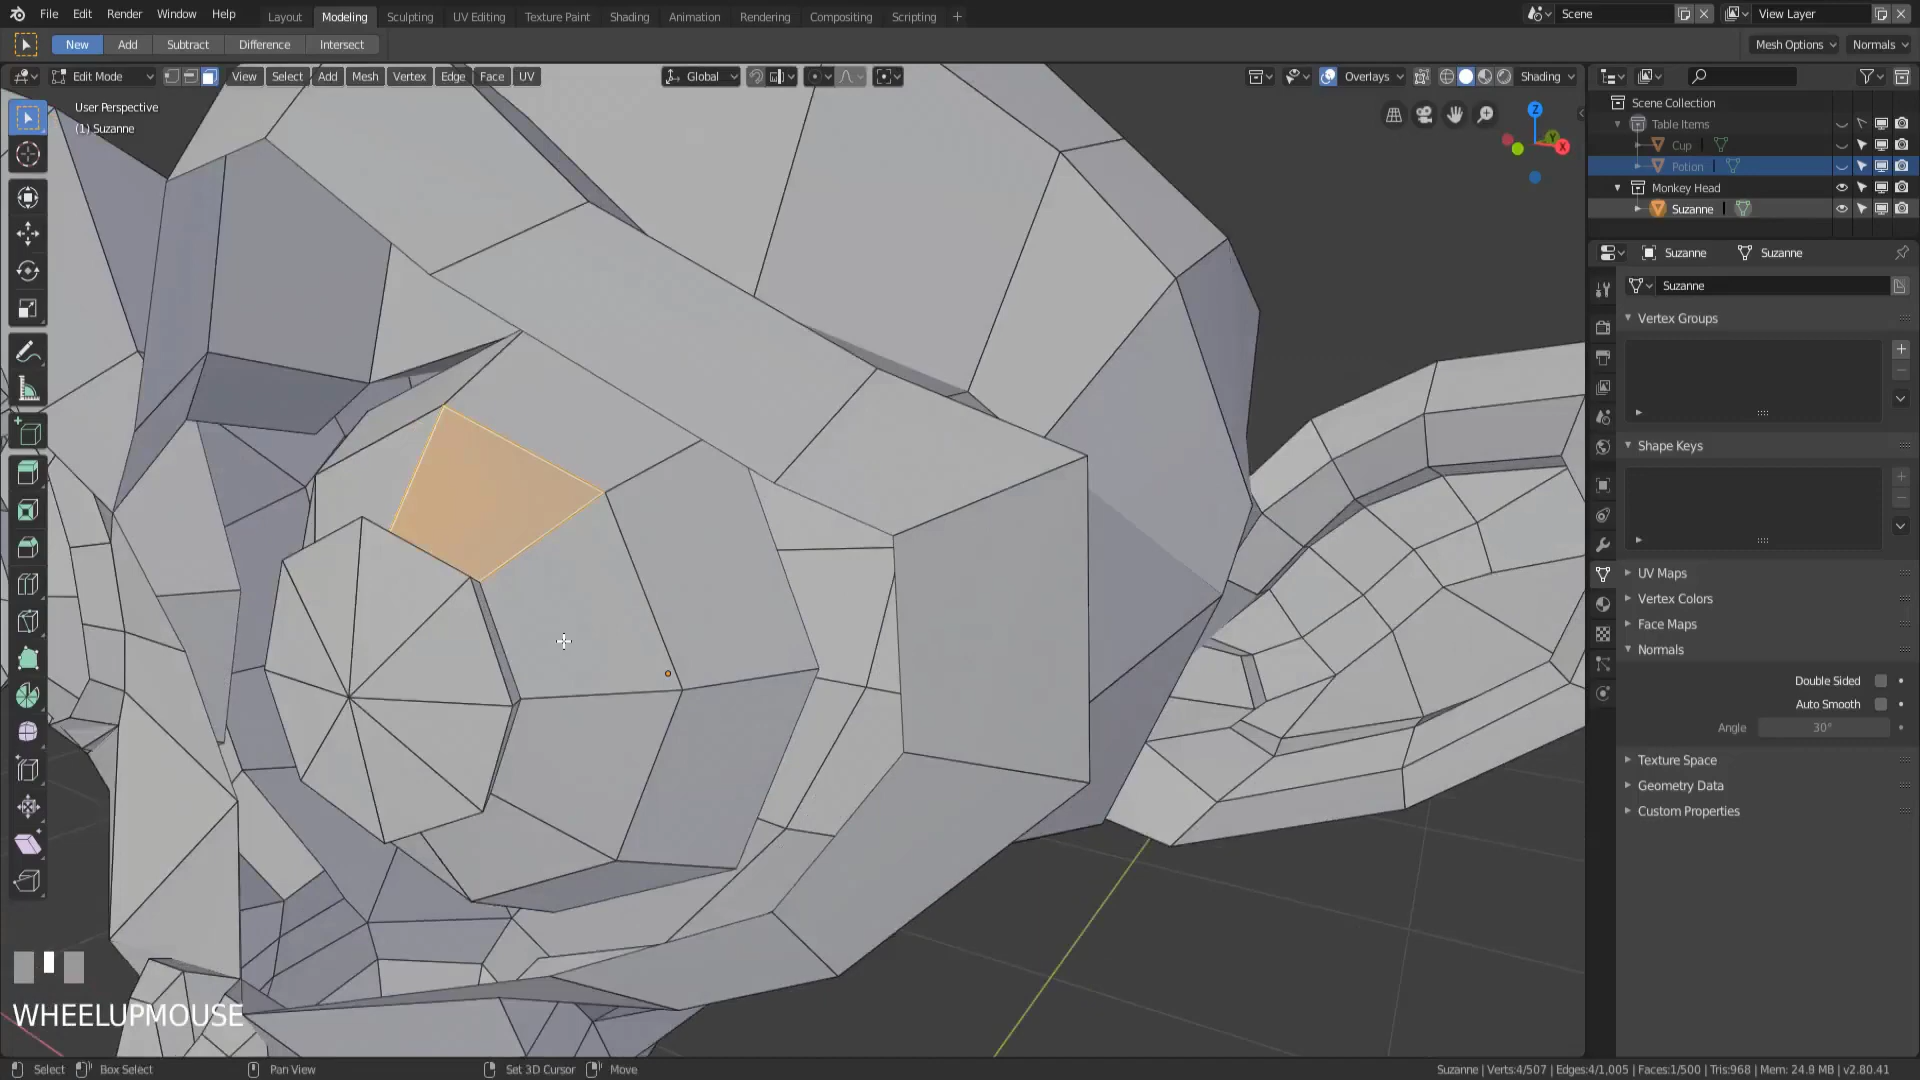 File Edit Render Window Help Layout Modeling Sculpting UV Editing Texture Paint Shading Animation Rendering Compositing Scripting + Scene View Layer
New Add Subtract Difference Intersect Mesh Options Normals
Edit Mode View Select Add Mesh Vertex Edge Face UV Global Overlays Shading
User Perspective
(1) Suzanne
Z
Y
X
Scene Collection
Table Items
Cup
Potion
Monkey Head
Suzanne
Suzanne Suzanne
Suzanne
Vertex Groups
Shape Keys
UV Maps
Vertex Colors
Face Maps
Normals
Double Sided
Auto Smooth
Angle 30°
Texture Space
Geometry Data
Custom Properties
WHEELUPMOUSE
Select Box Select Pan View Set 3D Cursor Move Suzanne | Verts:4/507 | Edges:4/1,005 | Faces:1/500 | Tris:968 | Mem: 24.9 MB | v2.80.41